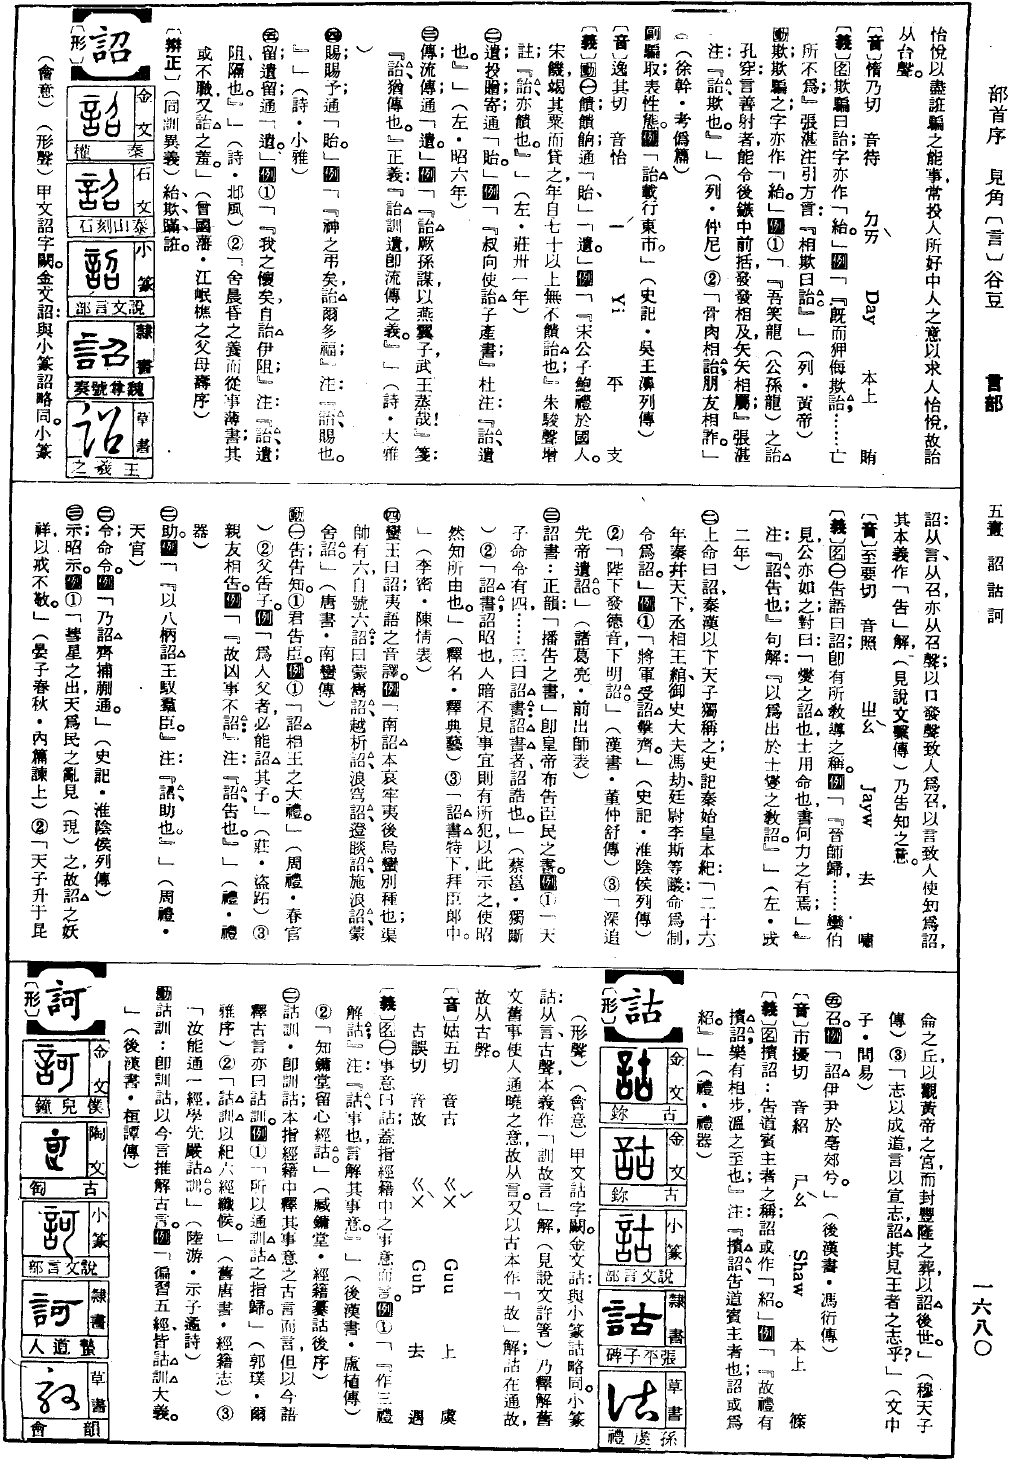 部首序　見角〔言〕谷豆　　言部　　五畫　詔詁訶　　一六八〇
怡悅以盡誑騙之能事常投人所好中人之意以求人怡悅，故詒
从台聲。
〔音〕惰乃切　音待　ㄉㄞˋ　Day　本上　賄
〔義〕名欺騙曰詒；字亦作「紿」例「『既而狎侮欺詒；……亡
所不爲』張湛注引方言：『相欺曰詒。』」（列・黃帝）
動欺：欺騙之；字亦作「紿。」例①「『吾笑龍（公孫龍）之詒
孔穿言善射者能令後鏃中前括發發相及矢矢相屬；』張湛
注：『詒、欺也。』」（列・仲尼）②「骨肉相詒，朋友相詐。」
（徐幹・考僞篇）
副騙取表性態。例「詒載行東市。」（史記・吳王濞列傳）
〔音〕逸其切　音怡　ㄧˊ　Yi　平　支
〔義〕動㊀饋：饋餉；通「貽」「遺」例「『宋公子鮑禮於國人。
宋饑，竭其粟而貸之，年自七十以上，無不饋詒也；』朱駿聲增
註：『詒亦饋也。』」（左・莊卅一年）
㊁遺：投贈；寄；通「貽。」例「『叔向使詒子產書。』杜注：『詒、遺
也。』」（左・昭六年）
㊂傳：流傳；通「遺。」例「『詒厥孫謀，以燕翼子，武王蒸哉！』箋：
『詒猶傳也。』正義：『詒訓遺，卽流傳之義。』」（詩・大雅
）
㊃賜：賜予；通「貽。」例「『神之弔矣，詒爾多福；』注：『詒、賜也。
』」（詩・小雅）
㊄留：遺留；通「遺。」例①「『我之懷矣，自詒伊阻。』注：『詒、遺；
阻、隔也。』」（詩・北風）②「舍晨昏之養而從事薄書；其
或不職，又詒之羞。」（曾國藩・江岷樵之父母壽序）
〔辯正〕（同訓異義）紿、欺、瞞、誑。
詔
〔形〕
金文　秦權
石文　泰山刻石
小篆　說文言部
隸書　魏尊號奏
草書　王羲之
（會意）（形聲）甲文詔字闕。金文詔：與小篆詔略同。小篆
詔：从言、从召，亦从召聲；以口發聲致人爲召，以言致人使知爲詔，
其本義作「告」解，（見說文繫傳）乃告知之意。
〔音〕至要切　音照　ㄓㄠˋ　Jayw　去　嘯
〔義〕名㊀告語曰詔；卽有所敎導之稱。例「『晉師歸……欒伯
見，公亦如之；對曰：「燮之詔也，士用命也，書何力之有焉」』
注：『詔、告也。』句解：『以爲出於士燮之敎詔。』」（左・成
二年）
㊁上命曰詔，秦漢以下天子獨稱之；史記秦始皇本紀：「二十六
年，秦幷天下，丞相王綰、御史大夫馮劫、廷尉李斯等議：命爲制，
令爲詔。」例①「將軍受詔擊齊。」（史記・淮陰侯列傳）
②「陛下發德音，下明詔。」（漢書・董仲舒傳）③「深追
先帝遺詔。」（諸葛亮・前出師表）
㊂詔書：正韻：「播告之書」卽皇帝布告臣民之書。例①「天
子命令有四……三曰詔書；詔書者，詔誥也。」（蔡邕・獨斷
）②「詔書；詔、昭也；人暗不見事宜，則有所犯，以此示之，使昭
然知所由也。」（釋名・釋典藝）③「詔書特下，拜臣郎中。
」（李密・陳情表）
㊃蠻王曰詔，夷語之音譯。例「南詔、本哀牢夷後，烏蠻別種也；渠
帥有六，自號六詔；曰蒙巂詔、越析詔、浪穹詔、邆睒詔、施浪詔、蒙
舍詔。」（唐書・南蠻傳）
動㊀告：告知。①君告臣。例①「詔相王之大禮。」（周禮・春官
）②父告子。例「爲人父者，必能詔其子。」（莊・盜跖）③
親友相告。例「『故凶事不詔。』注：『詔、告也。』」（禮・禮
器）
㊁助。例「『以八柄詔王馭羣臣。』注：『詔、助也。』」（周禮・
天官）
㊁令：命令。例「乃詔齊捕蒯通。」（史記・淮陰侯列傳）
㊂示：昭示。例①「彗星之出，天爲民之亂見（現）之，故詔之妖
祥，以戒不敬。」（晏子春秋・內篇諫上）②「天子升于昆
侖之丘，以觀黃帝之宮，而封豐隆之葬，以詔後世。」（穆天子
傳）③「志以成道，言以宣志，詔其見王者之志乎？」（文中
子・問易）
㊄召。例「詔伊尹於亳郊兮。」（後漢書・馮衍傳）
〔音〕市擾切　音紹　ㄕㄠˋ　Shaw　本上　篠
〔義〕名擯詔：告道賓主者之稱；詔或作「紹。」例「『故禮有
擯詔，樂有相步，溫之至也。』注：『擯詔，告道賓主者也；詔或爲
紹。』」（禮・禮器）
詁
〔形〕
金文　古鉨
金文　古鉨
小篆　說文言部
隸書　張平子碑
草書　孫虔禮
（形聲）（會意）甲文詁字闕。金文詁：與小篆詁略同。小篆
詁：从言、古聲，本義作「訓故言」解，（見說文許箸）乃釋解舊
文舊事使人通曉之意，故从言。又以古本作「故」解，詁在通故，
故从古聲。
〔音〕姑五切　音古　ㄍㄨˇ　Guu　上　麌
古誤切　音故　ㄍㄨˋ　Guh　去　遇
〔義〕名㊀事意曰詁；蓋指經籍中之事意而言。例①「『作三禮
解詁；』注：『詁、事也，言解其事意。』」（後漢書・盧植傳）
②「知鏞堂留心經詁。」（臧鏞堂・經籍纂詁後序）
㊁詁訓・卽訓詁；本指經籍中釋其事意之古言而言，但以今語
釋古言亦曰詁訓。例①「所以通詁訓之指歸。」（郭璞・爾
雅序）②「詁訓以紀六經讖候。」（舊唐書・經籍志）③
「汝能通一經，學先嚴詁訓。」（陸游・示子遹詩）
動詁訓：卽訓詁，以今言推解古言。例「徧習五經，皆詁訓大義。
」（後漢書・桓譚傳）
訶
〔形〕
金文　僕兒鐘
陶文　古匋
小篆　說文言部
隸書　蟄道人
草書　韻會